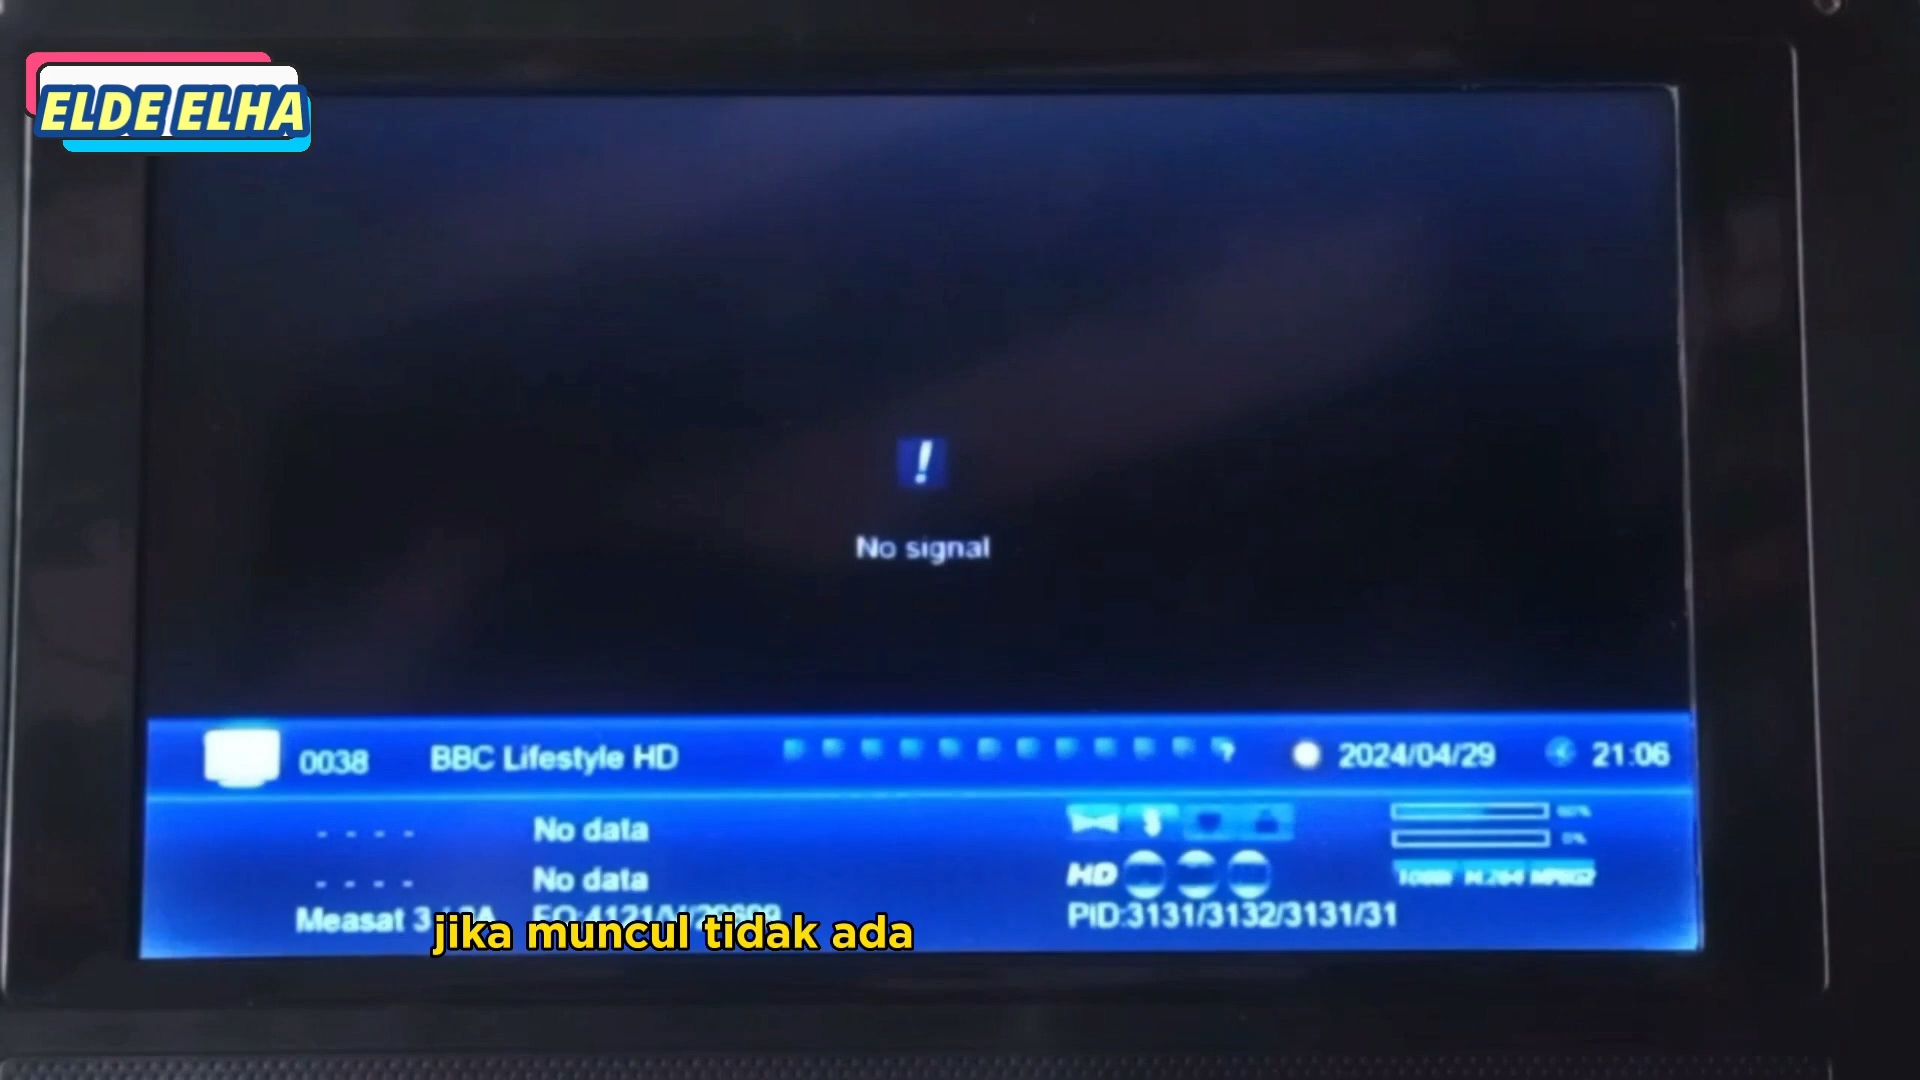 ELDE ELHA
No signal
0038 BBC Lifestyle HD 2024/04/29 21:06
- - - - No data
- - - - No data
HD
Measat 3 PID:3131/3132/3131/31
jika muncul tidak ada